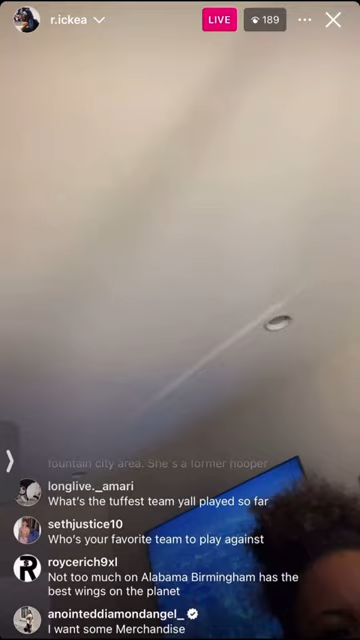 r.ickea
LIVE
189
fountain city area. She's a former hooper
longlive._amari
What's the tuffest team yall played so far
sethjustice10
Who's your favorite team to play against
roycerich9xl
Not too much on Alabama Birmingham has the
best wings on the planet
anointeddiamondangel_
I want some Merchandise